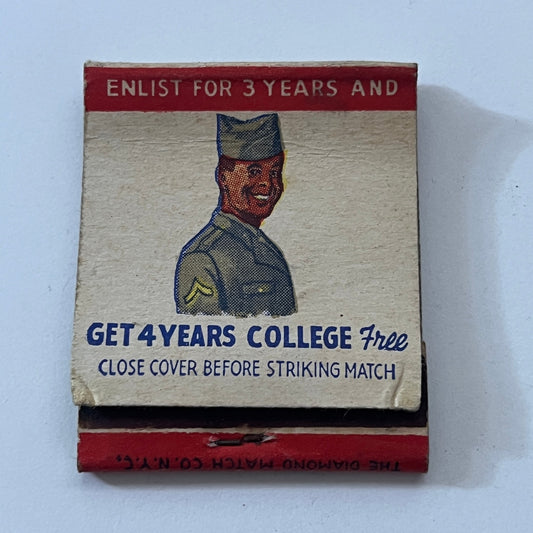 ENLIST FOR 3 YEARS AND
GET 4 YEARS COLLEGE Free
CLOSE COVER BEFORE STRIKING MATCH
THE DIAMOND MATCH CO. N.Y.C.